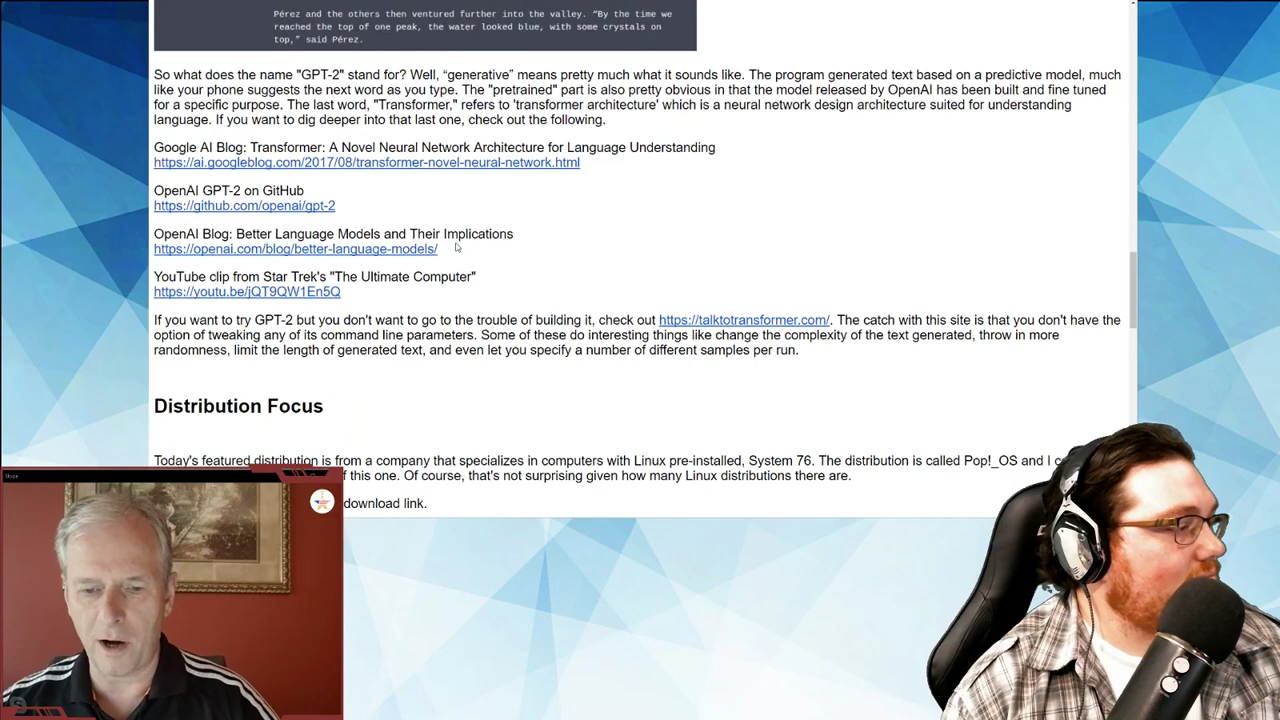 Pérez and the others then ventured further into the valley. “By the time we
reached the top of one peak, the water looked blue, with some crystals on
top,” said Pérez.
So what does the name "GPT-2" stand for? Well, “generative” means pretty much what it sounds like. The program generated text based on a predictive model, much
like your phone suggests the next word as you type. The "pretrained" part is also pretty obvious in that the model released by OpenAI has been built and fine tuned
for a specific purpose. The last word, "Transformer," refers to 'transformer architecture' which is a neural network design architecture suited for understanding
language. If you want to dig deeper into that last one, check out the following.
Google AI Blog: Transformer: A Novel Neural Network Architecture for Language Understanding
https://ai.googleblog.com/2017/08/transformer-novel-neural-network.html
OpenAI GPT-2 on GitHub
https://github.com/openai/gpt-2
OpenAI Blog: Better Language Models and Their Implications
https://openai.com/blog/better-language-models/
YouTube clip from Star Trek's "The Ultimate Computer"
https://youtu.be/jQT9QW1En5Q
If you want to try GPT-2 but you don't want to go to the trouble of building it, check out https://talktotransformer.com/. The catch with this site is that you don't have the
option of tweaking any of its command line parameters. Some of these do interesting things like change the complexity of the text generated, throw in more
randomness, limit the length of generated text, and even let you specify a number of different samples per run.
Distribution Focus
Today's featured distribution is from a company that specializes in computers with Linux pre-installed, System 76. The distribution is called Pop!_OS and I
f this one. Of course, that's not surprising given how many Linux distributions there are.
download link.
Skype